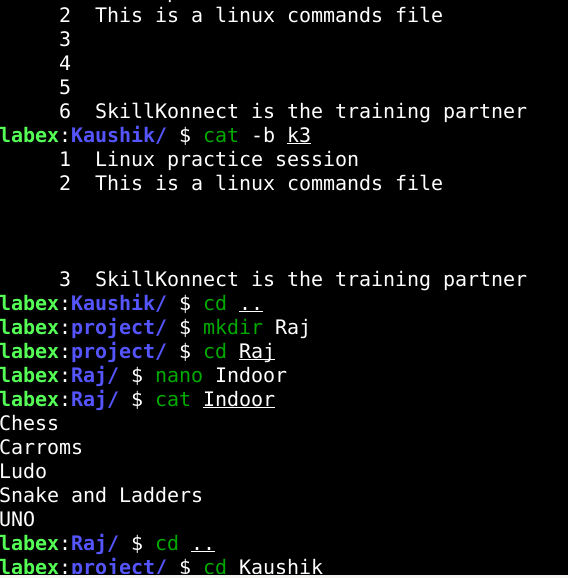 2 This is a linux commands file
3
4
5
6 SkillKonnect is the training partner
labex:Kaushik/ $ cat -b k3
1 Linux practice session
2 This is a linux commands file
3 SkillKonnect is the training partner
labex:Kaushik/ $ cd ..
labex:project/ $ mkdir Raj
labex:project/ $ cd Raj
labex:Raj/ $ nano Indoor
labex:Raj/ $ cat Indoor
Chess
Carroms
Ludo
Snake and Ladders
UNO
labex:Raj/ $ cd ..
labex:project/ $ cd Kaushik